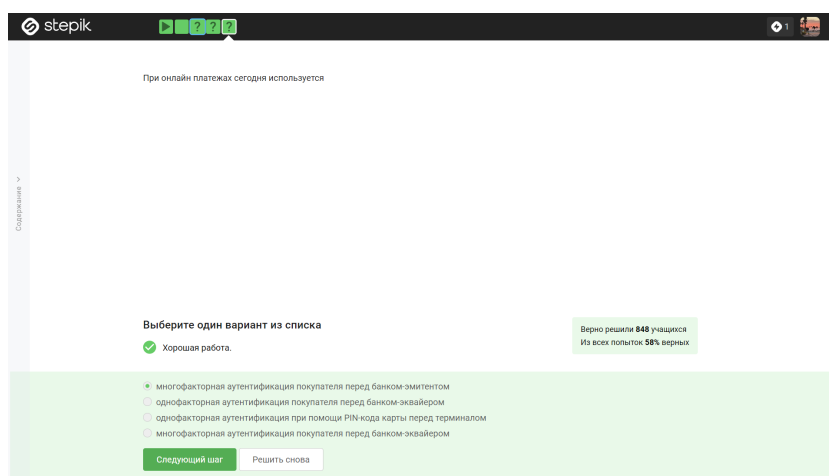 stepik
? ? ?
1
При онлайн платежах сегодня используется
Содержание
Выберите один вариант из списка
Хорошая работа.
Верно решили 848 учащихся
Из всех попыток 58% верных
многофакторная аутентификация покупателя перед банком-эмитентом
однофакторная аутентификация покупателя перед банком-эквайером
однофакторная аутентификация при помощи PIN-кода карты перед терминалом
многофакторная аутентификация покупателя перед банком-эквайером
Следующий шаг
Решить снова